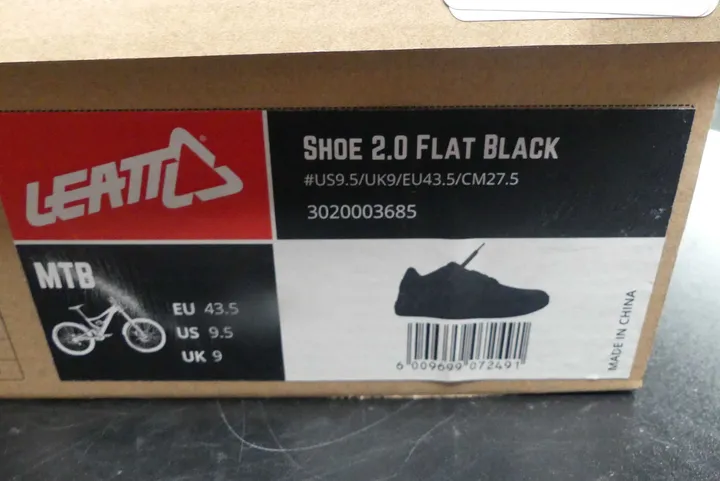 LEATT
SHOE 2.0 FLAT BLACK
#US9.5/UK9/EU43.5/CM27.5
3020003685
MTB
EU 43.5
US 9.5
UK 9
6 009699 072491
MADE IN CHINA